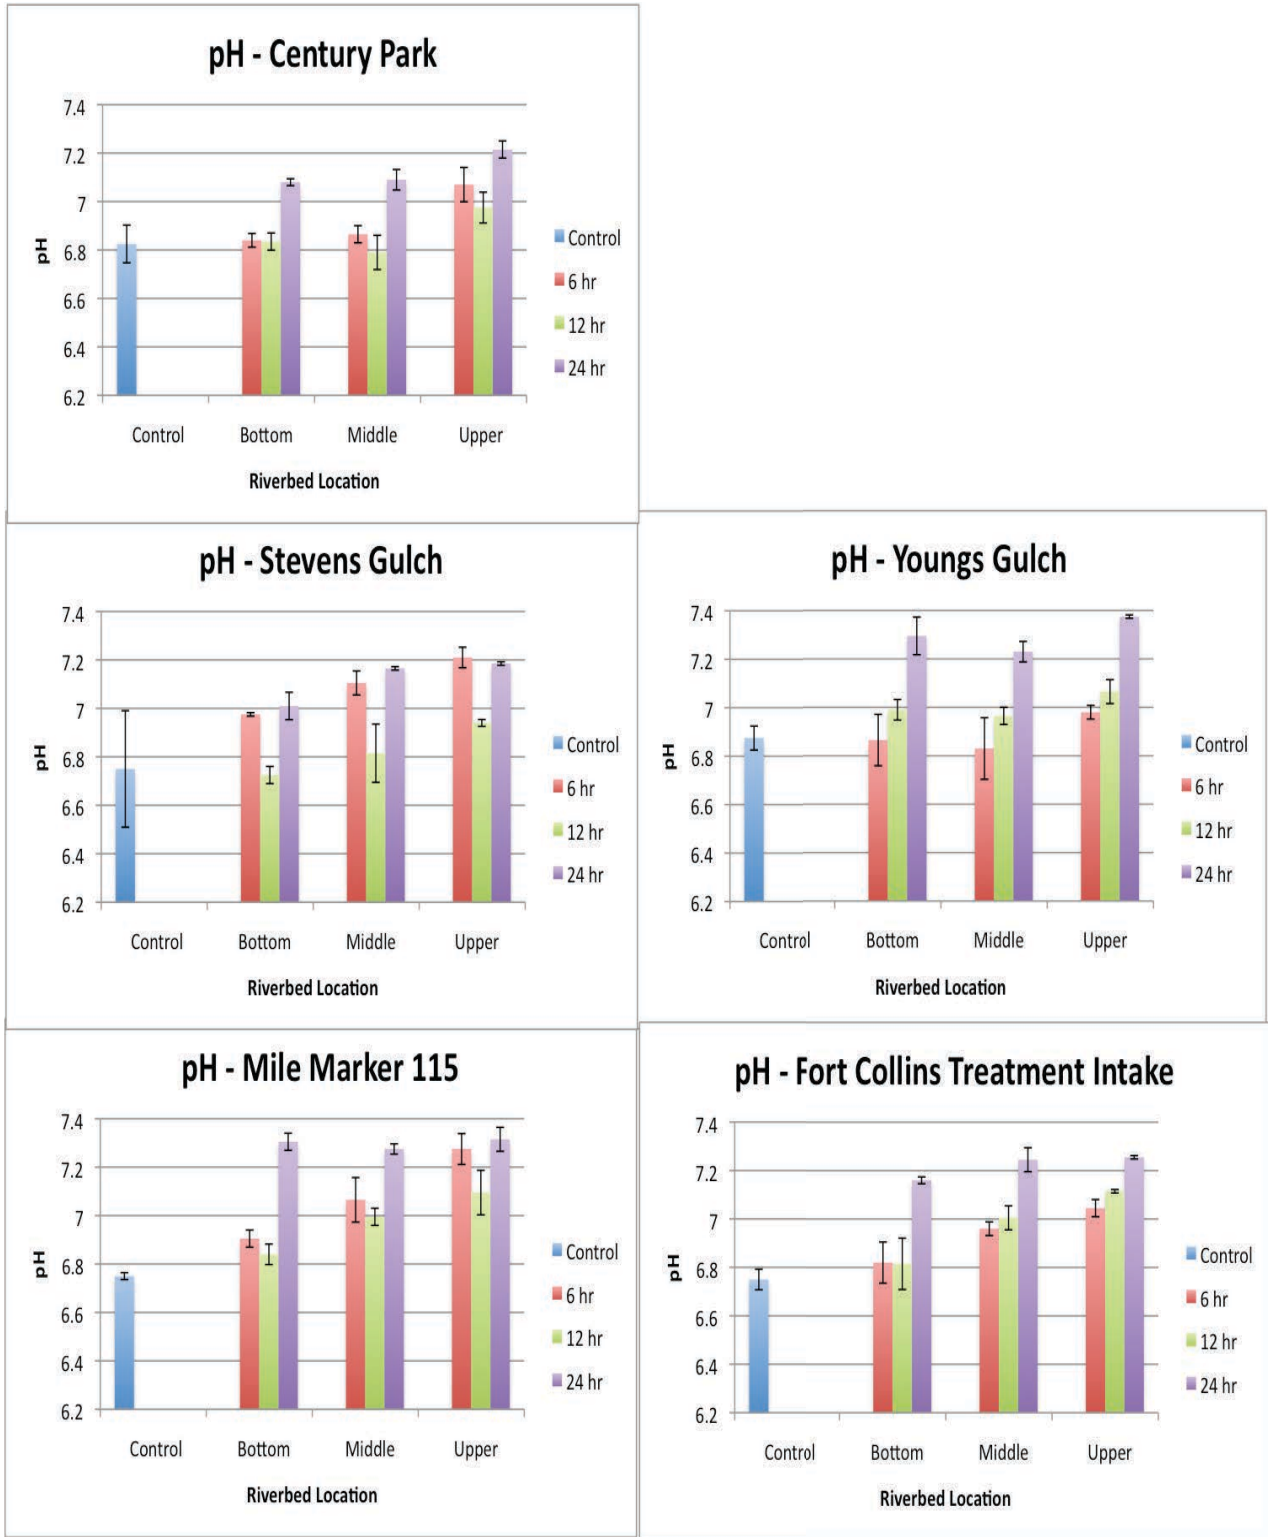 pH - Century Park
7.4
7.2
7
6.8
6.6
6.4
6.2
pH
Control
6 hr
12 hr
24 hr
Control Bottom Middle Upper
Riverbed Location
pH - Stevens Gulch
7.4
7.2
7
6.8
6.6
6.4
6.2
pH
Control
6 hr
12 hr
24 hr
Control Bottom Middle Upper
Riverbed Location
pH - Youngs Gulch
7.4
7.2
7
6.8
6.6
6.4
6.2
pH
Control
6 hr
12 hr
24 hr
Control Bottom Middle Upper
Riverbed Location
pH - Mile Marker 115
7.4
7.2
7
6.8
6.6
6.4
6.2
pH
Control
6 hr
12 hr
24 hr
Control Bottom Middle Upper
Riverbed Location
pH - Fort Collins Treatment Intake
7.4
7.2
7
6.8
6.6
6.4
6.2
pH
Control
6 hr
12 hr
24 hr
Control Bottom Middle Upper
Riverbed Location